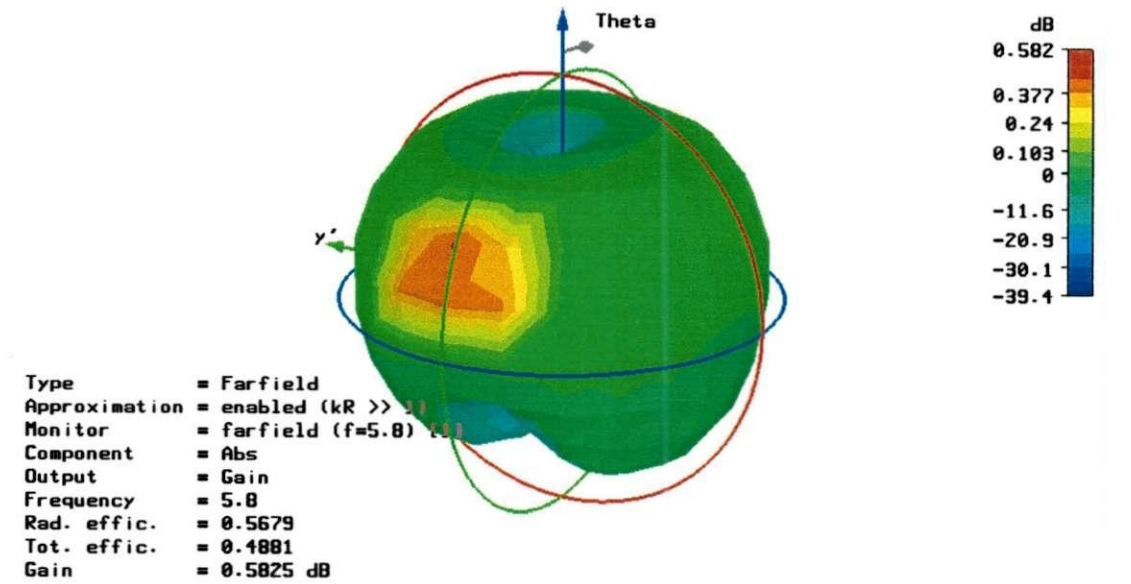 Theta
dB
0.582
0.377
0.24
0.103
0
-11.6
-20.9
-30.1
-39.4
y'
Type = Farfield
Approximation = enabled (kR >> 1)
Monitor = farfield (f=5.8) [1]
Component = Abs
Output = Gain
Frequency = 5.8
Rad. effic. = 0.5679
Tot. effic. = 0.4881
Gain = 0.5825 dB